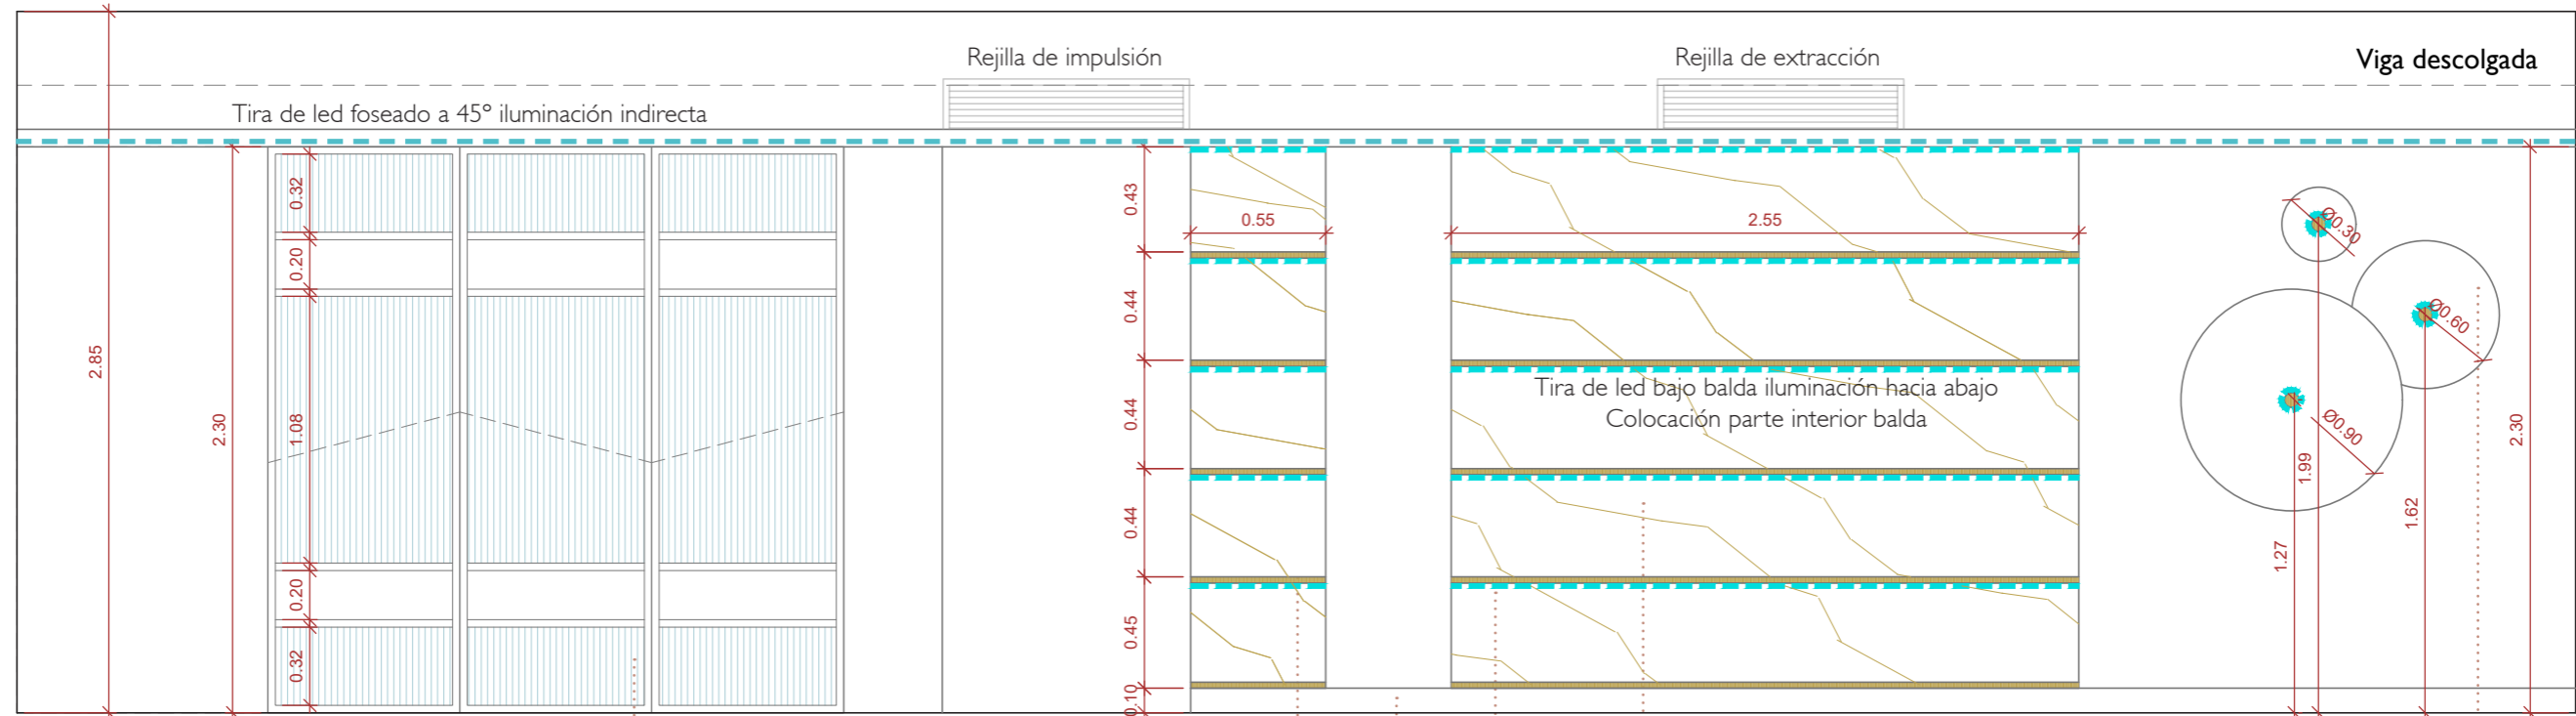 Rejilla de impulsión
Rejilla de extracción
Viga descolgada
Tira de led foseado a 45º iluminación indirecta
2.85
2.30
0.32
0.20
1.08
0.20
0.32
0.43
0.44
0.44
0.44
0.45
0.10
0.55
2.55
Tira de led bajo balda iluminación hacia abajo
Colocación parte interior balda
Ø0.30
Ø0.60
Ø0.90
1.99
1.62
1.27
2.30